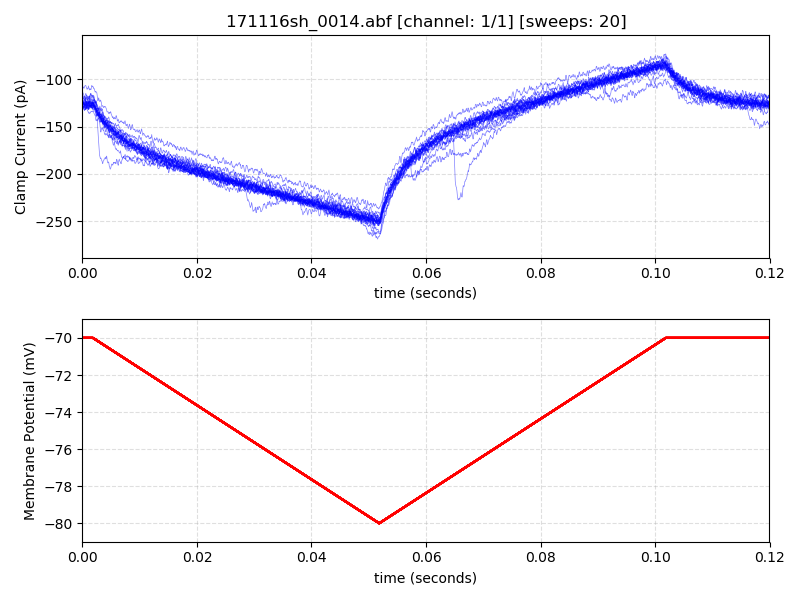 171116sh_0014.abf [channel: 1/1] [sweeps: 20]
Clamp Current (pA)
−100
−150
−200
−250
0.00 0.02 0.04 0.06 0.08 0.10 0.12
time (seconds)
Membrane Potential (mV)
−70
−72
−74
−76
−78
−80
0.00 0.02 0.04 0.06 0.08 0.10 0.12
time (seconds)